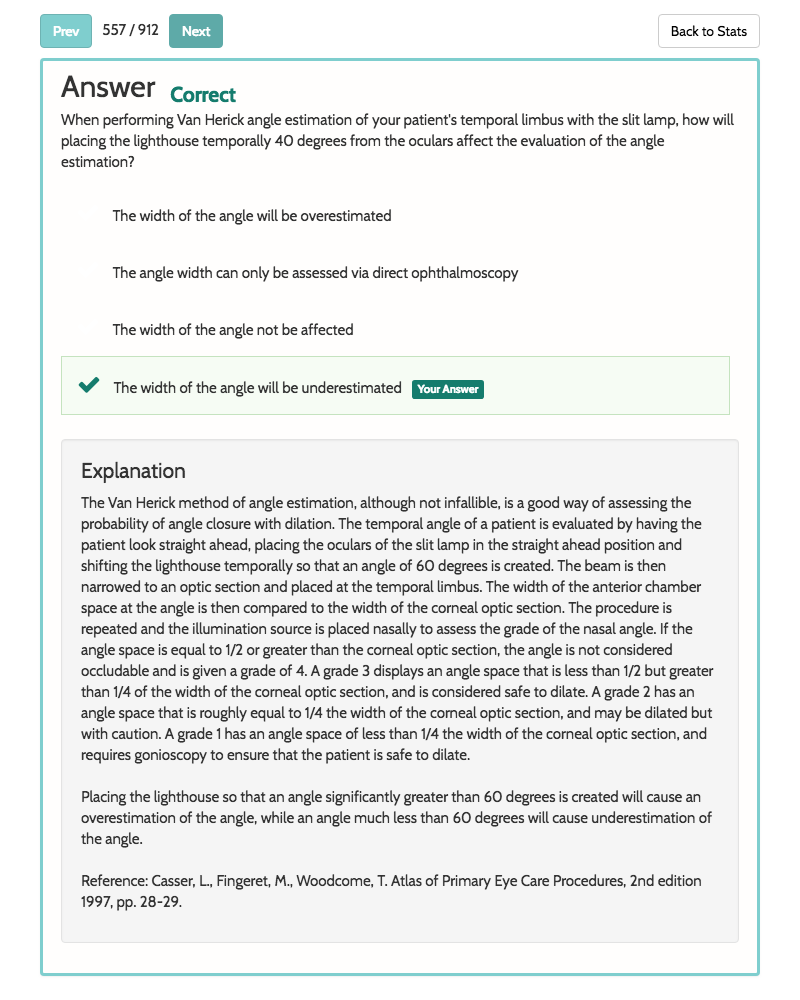 Prev 557 / 912 Next Back to Stats
Answer Correct
When performing Van Herick angle estimation of your patient's temporal limbus with the slit lamp, how will
placing the lighthouse temporally 40 degrees from the oculars affect the evaluation of the angle
estimation?
The width of the angle will be overestimated
The angle width can only be assessed via direct ophthalmoscopy
The width of the angle not be affected
The width of the angle will be underestimated Your Answer
Explanation
The Van Herick method of angle estimation, although not infallible, is a good way of assessing the
probability of angle closure with dilation. The temporal angle of a patient is evaluated by having the
patient look straight ahead, placing the oculars of the slit lamp in the straight ahead position and
shifting the lighthouse temporally so that an angle of 60 degrees is created. The beam is then
narrowed to an optic section and placed at the temporal limbus. The width of the anterior chamber
space at the angle is then compared to the width of the corneal optic section. The procedure is
repeated and the illumination source is placed nasally to assess the grade of the nasal angle. If the
angle space is equal to 1/2 or greater than the corneal optic section, the angle is not considered
occludable and is given a grade of 4. A grade 3 displays an angle space that is less than 1/2 but greater
than 1/4 of the width of the corneal optic section, and is considered safe to dilate. A grade 2 has an
angle space that is roughly equal to 1/4 the width of the corneal optic section, and may be dilated but
with caution. A grade 1 has an angle space of less than 1/4 the width of the corneal optic section, and
requires gonioscopy to ensure that the patient is safe to dilate.
Placing the lighthouse so that an angle significantly greater than 60 degrees is created will cause an
overestimation of the angle, while an angle much less than 60 degrees will cause underestimation of
the angle.
Reference: Casser, L., Fingeret, M., Woodcome, T. Atlas of Primary Eye Care Procedures, 2nd edition
1997, pp. 28-29.